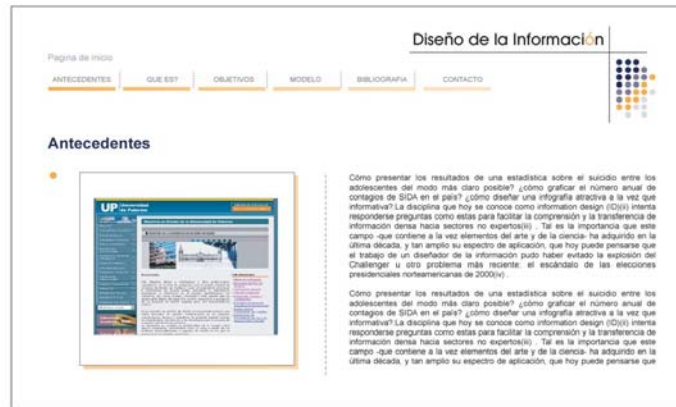 Diseño de la Información
Pagina de inicio
ANTECEDENTES QUE ES? OBJETIVOS MODELO BIBLIOGRAFIA CONTACTO
Antecedentes
UP Universidad
de Palermo
Cómo presentar los resultados de una estadística sobre el suicidio entre los
adolescentes del modo más claro posible? ¿cómo graficar el número anual de
contagios de SIDA en el país? ¿cómo diseñar una infografía atractiva a la vez que
informativa? La disciplina que hoy se conoce como information design (ID)(ii) intenta
responderse preguntas como estas para facilitar la comprensión y la transferencia de
información densa hacia sectores no expertos(iii) . Tal es la importancia que este
campo -que contiene a la vez elementos del arte y de la ciencia- ha adquirido en la
última década, y tan amplio su espectro de aplicación, que hoy puede pensarse que
el trabajo de un diseñador de la información pudo haber evitado la explosión del
Challenger u otro problema más reciente: el escándalo de las elecciones
presidenciales norteamericanas de 2000(iv) .
Cómo presentar los resultados de una estadística sobre el suicidio entre los
adolescentes del modo más claro posible? ¿cómo graficar el número anual de
contagios de SIDA en el país? ¿cómo diseñar una infografía atractiva a la vez que
informativa? La disciplina que hoy se conoce como information design (ID)(ii) intenta
responderse preguntas como estas para facilitar la comprensión y la transferencia de
información densa hacia sectores no expertos(iii) . Tal es la importancia que este
campo -que contiene a la vez elementos del arte y de la ciencia- ha adquirido en la
última década, y tan amplio su espectro de aplicación, que hoy puede pensarse que